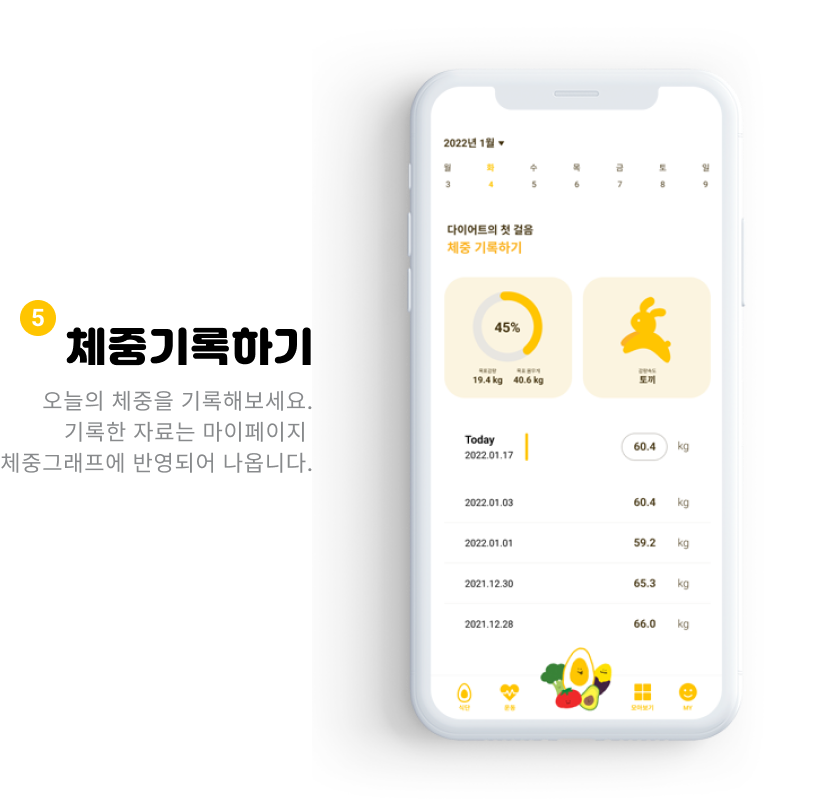 5
체중기록하기
오늘의 체중을 기록해보세요.
기록한 자료는 마이페이지
체중그래프에 반영되어 나옵니다.
2022년 1월
월 화 수 목 금 토 일
3 4 5 6 7 8 9
다이어트의 첫 걸음
체중 기록하기
45%
목표감량 목표 몸무게
19.4 kg 40.6 kg
감량속도
토끼
Today
2022.01.17 60.4 kg
2022.01.03 60.4 kg
2022.01.01 59.2 kg
2021.12.30 65.3 kg
2021.12.28 66.0 kg
식단 운동 모아보기 MY